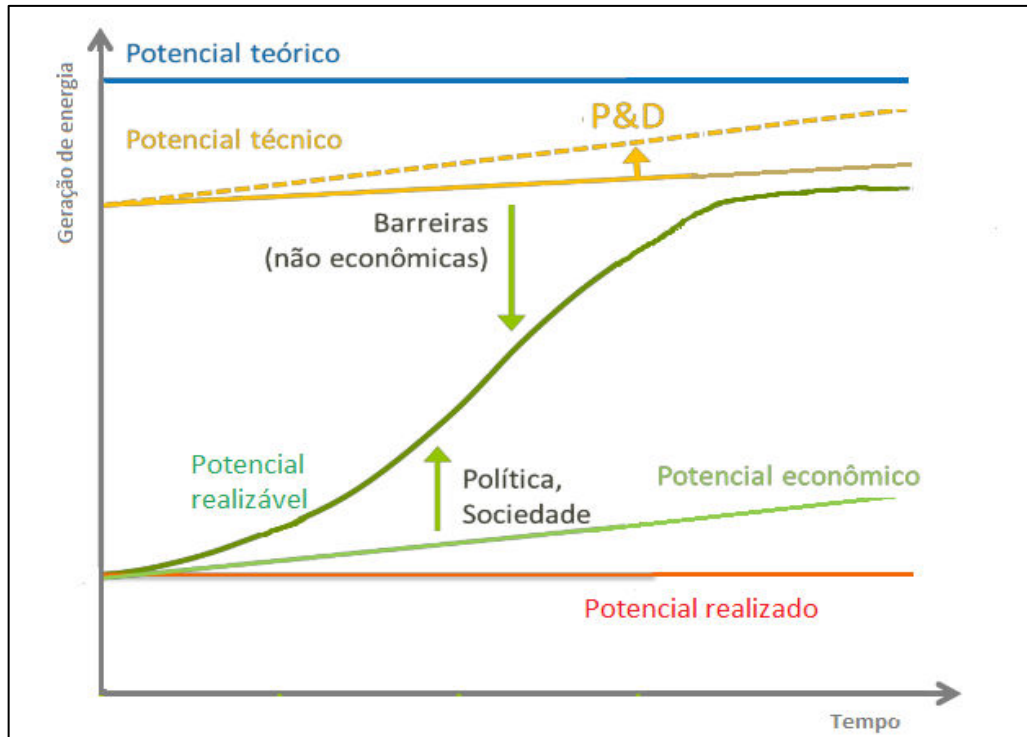 Potencial teórico
Geração de energia
P&D
Potencial técnico
Barreiras
(não econômicas)
Potencial
realizável
Política,
Sociedade
Potencial econômico
Potencial realizado
Tempo